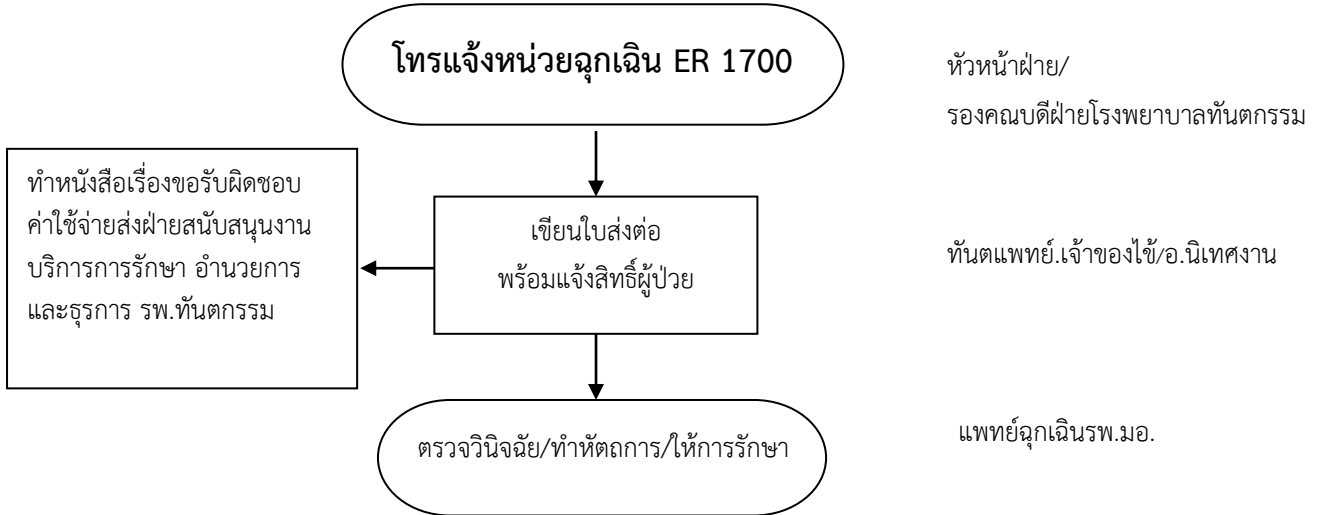 โทรแจ้งหน่วยฉุกเฉิน ER 1700
หัวหน้าฝ่าย/
รองคณบดีฝ่ายโรงพยาบาลทันตกรรม
ทำหนังสือเรื่องขอรับผิดชอบ
ค่าใช้จ่ายส่งฝ่ายสนับสนุนงาน
บริการการรักษา อำนวยการ
และธุรการ รพ.ทันตกรรม
เขียนใบส่งต่อ
พร้อมแจ้งสิทธิ์ผู้ป่วย
ทันตแพทย์.เจ้าของไข้/อ.นิเทศงาน
ตรวจวินิจฉัย/ทำหัตถการ/ให้การรักษา
แพทย์ฉุกเฉินรพ.มอ.